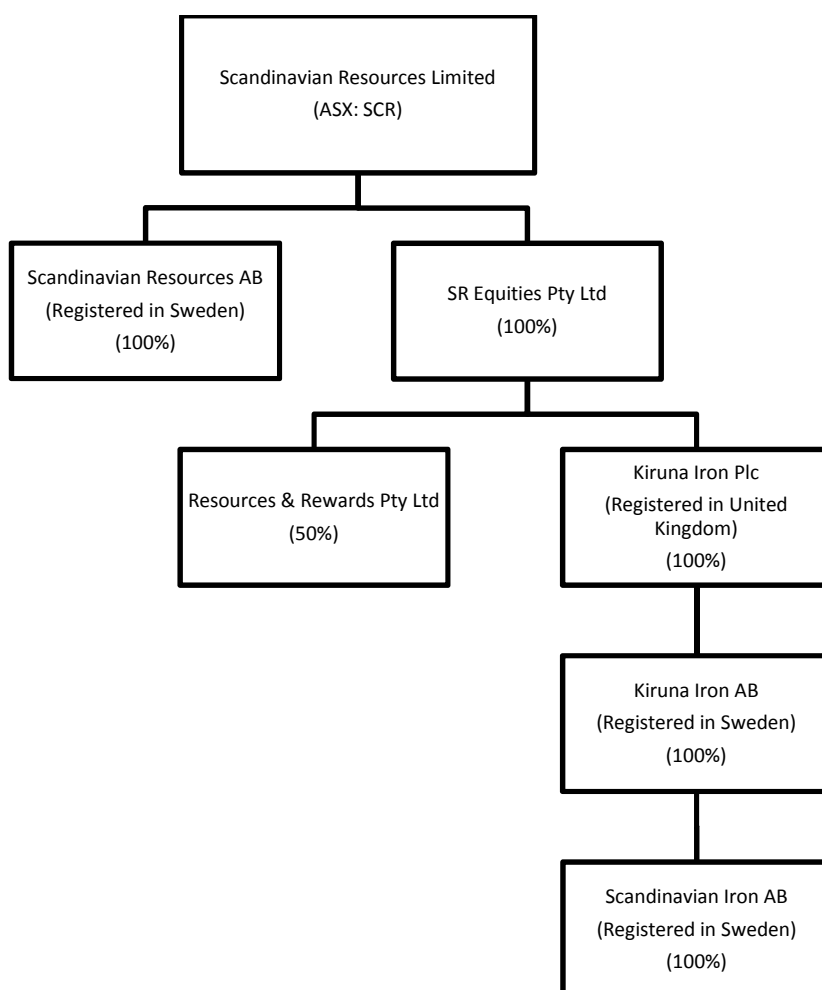 Scandinavian Resources Limited
(ASX: SCR)
Scandinavian Resources AB
(Registered in Sweden)
(100%)
SR Equities Pty Ltd
(100%)
Resources & Rewards Pty Ltd
(50%)
Kiruna Iron Plc
(Registered in United
Kingdom)
(100%)
Kiruna Iron AB
(Registered in Sweden)
(100%)
Scandinavian Iron AB
(Registered in Sweden)
(100%)